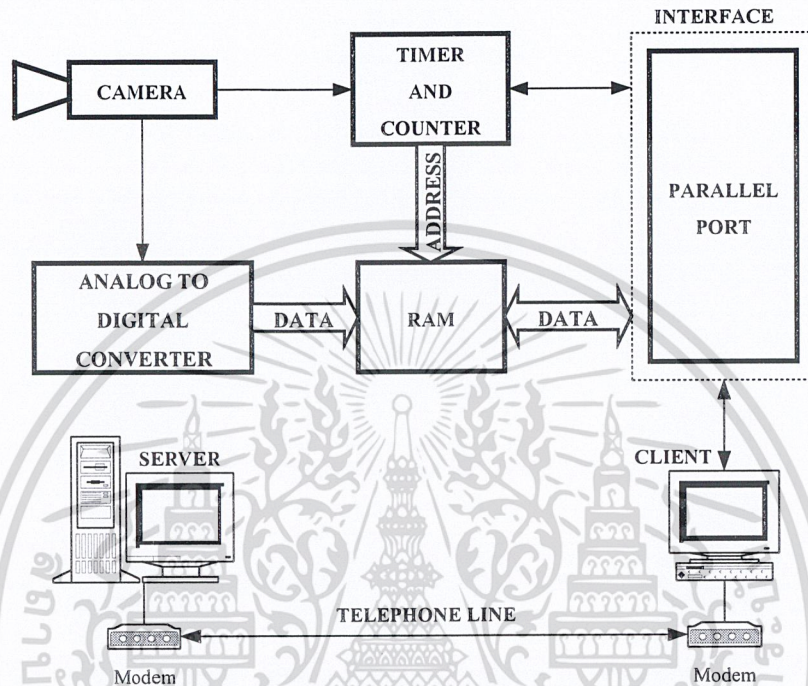 INTERFACE
CAMERA
TIMER
AND
COUNTER
PARALLEL
PORT
ADDRESS
ANALOG TO
DIGITAL
CONVERTER
DATA
RAM
DATA
SERVER
CLIENT
TELEPHONE LINE
Modem
Modem